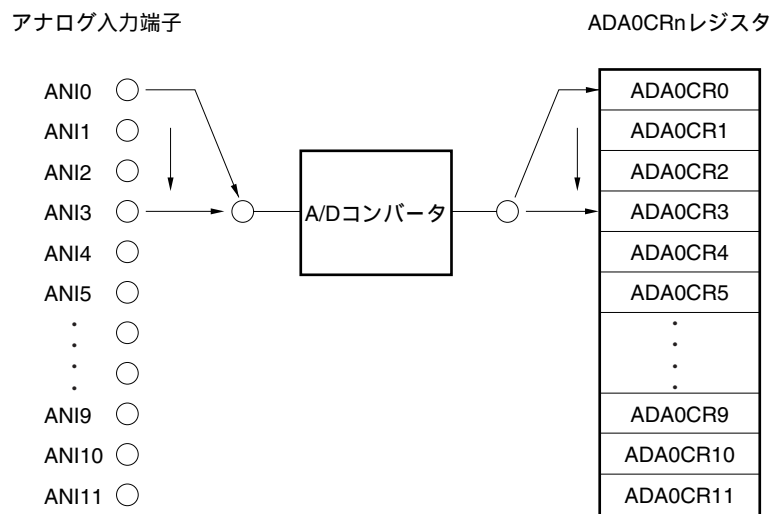 アナログ入力端子
ADA0CRnレジスタ
ANI0
ANI1
ANI2
ANI3
ANI4
ANI5
・
・
・
・
ANI9
ANI10
ANI11
A/Dコンバータ
ADA0CR0
ADA0CR1
ADA0CR2
ADA0CR3
ADA0CR4
ADA0CR5
・
・
・
・
ADA0CR9
ADA0CR10
ADA0CR11